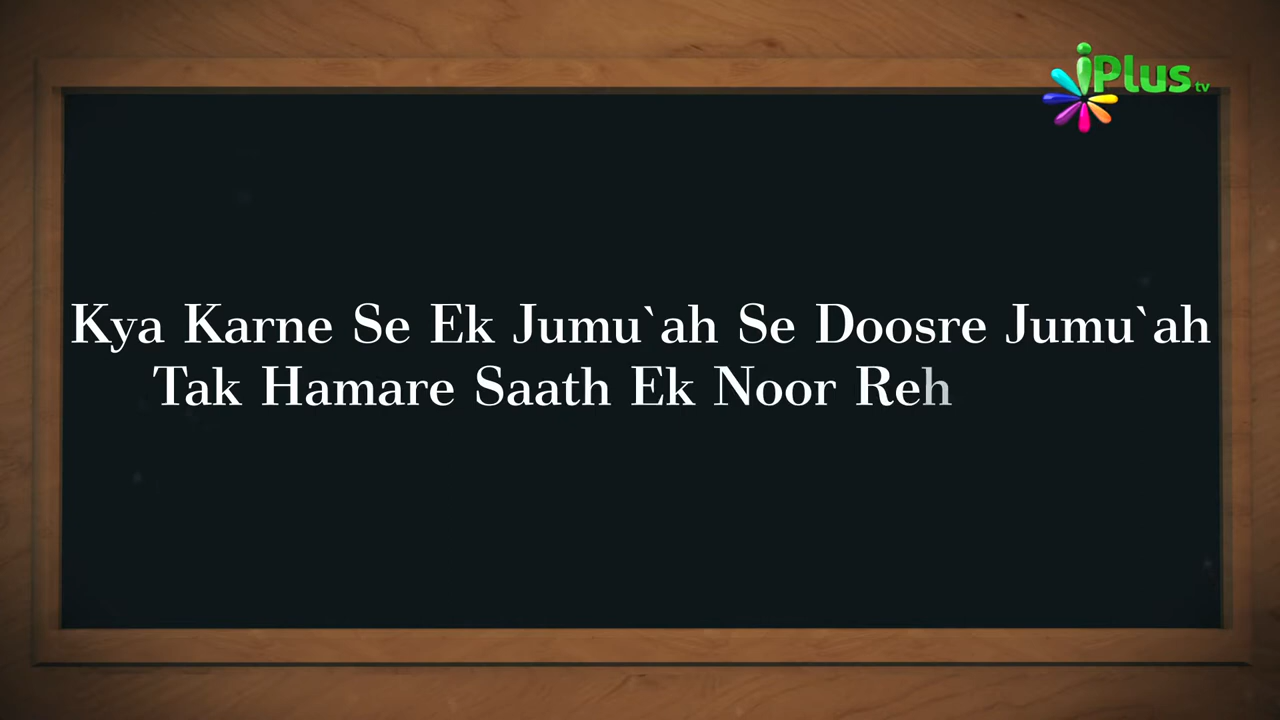 iPlus tv
Kya Karne Se Ek Jumu`ah Se Doosre Jumu`ah
Tak Hamare Saath Ek Noor Reh